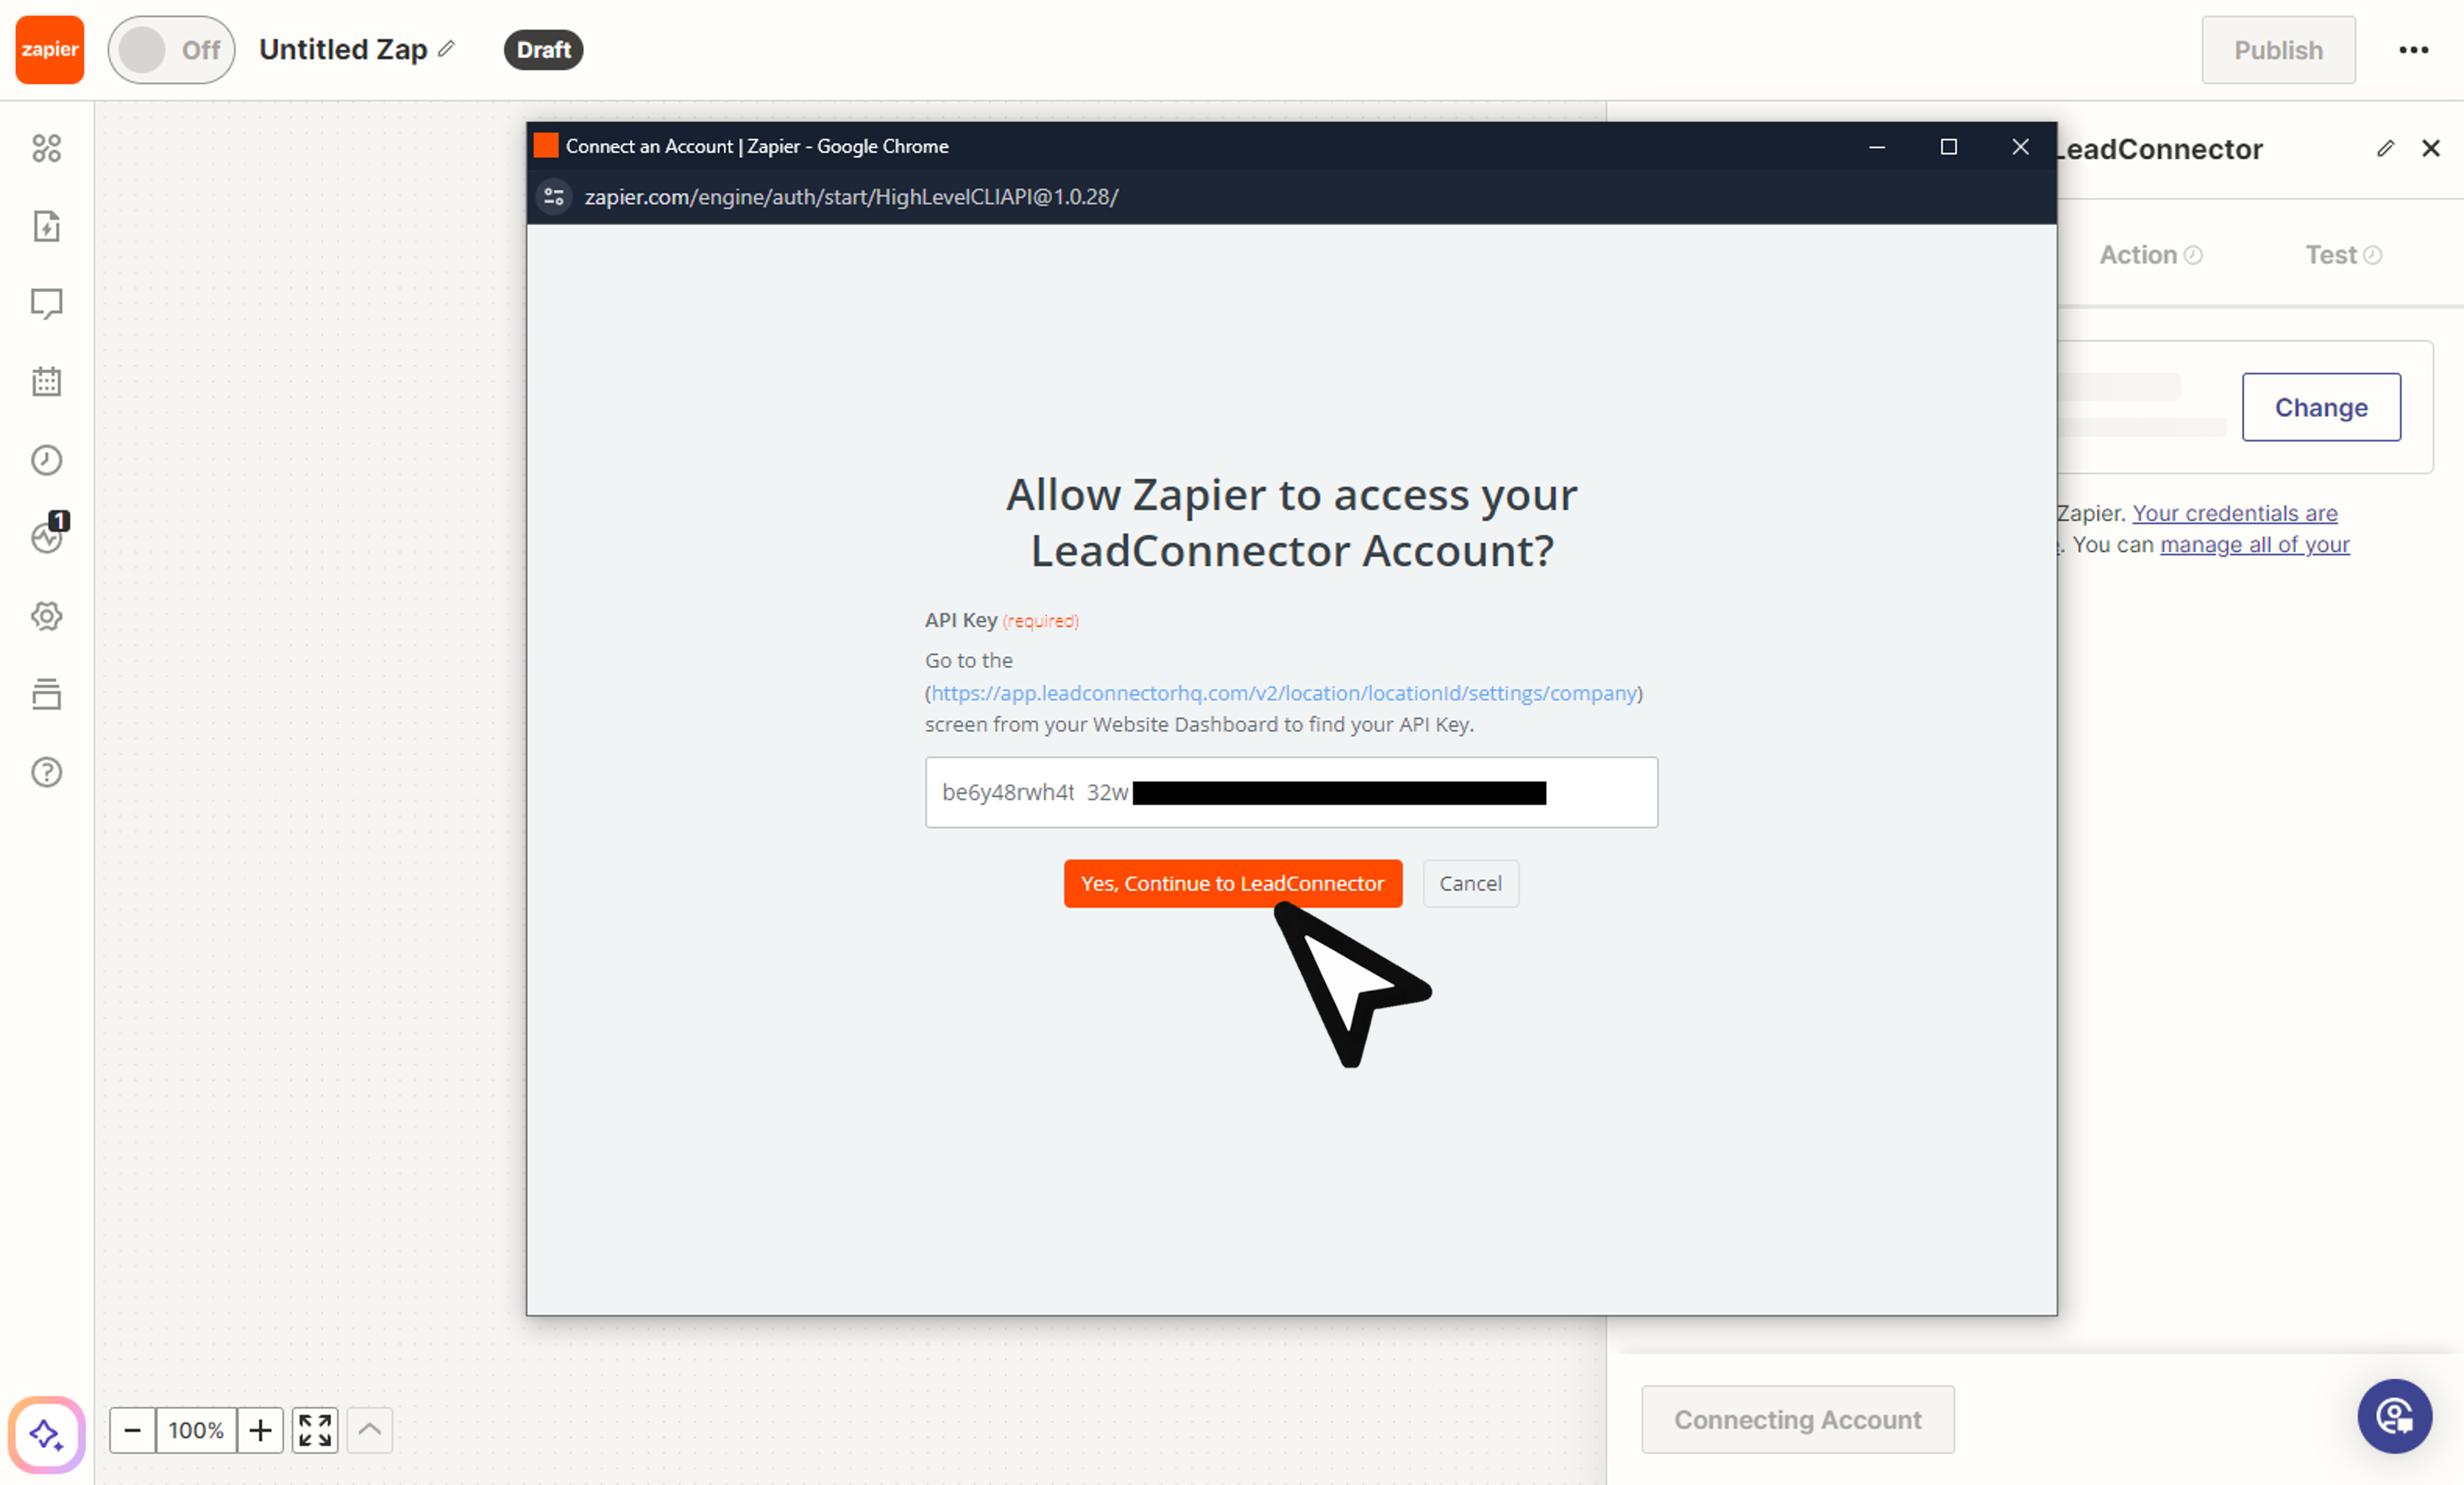 zapier
Off
Untitled Zap
Draft
Publish
Connect an Account | Zapier - Google Chrome
zapier.com/engine/auth/start/HighLevelCLIAPI@1.0.28/
LeadConnector
Action
Test
Change
Zapier. Your credentials are
. You can manage all of your
1
Allow Zapier to access your
LeadConnector Account?
API Key (required)
Go to the
(https://app.leadconnectorhq.com/v2/location/locationId/settings/company)
screen from your Website Dashboard to find your API Key.
be6y48rwh4t 32w
Yes, Continue to LeadConnector
Cancel
100%
Connecting Account